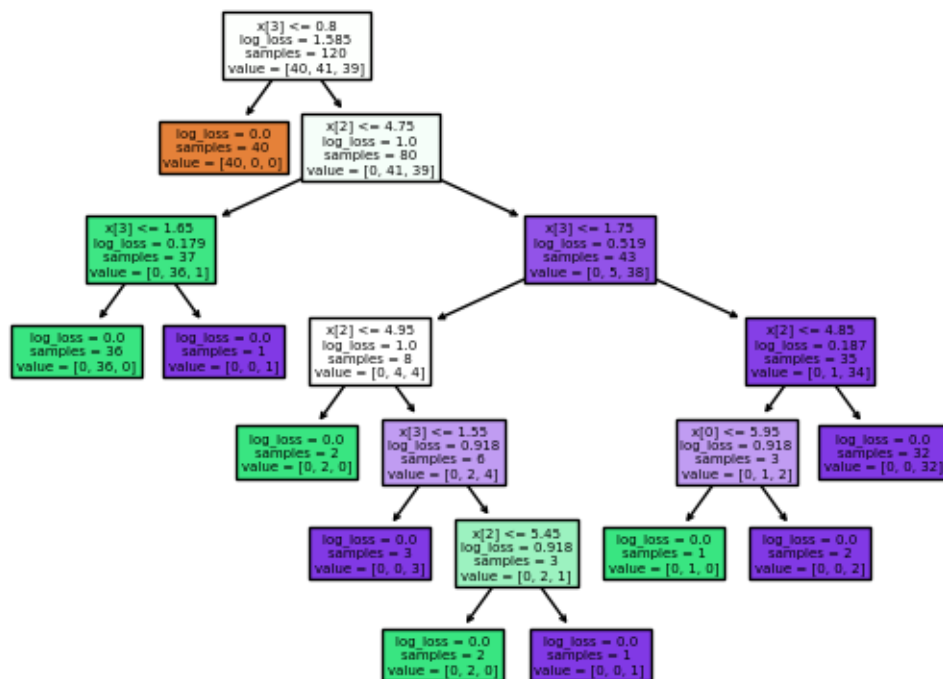 x[3] <= 0.8
log_loss = 1.585
samples = 120
value = [40, 41, 39]
log_loss = 0.0
samples = 40
value = [40, 0, 0]
x[2] <= 4.75
log_loss = 1.0
samples = 80
value = [0, 41, 39]
x[3] <= 1.65
log_loss = 0.179
samples = 37
value = [0, 36, 1]
x[3] <= 1.75
log_loss = 0.519
samples = 43
value = [0, 5, 38]
log_loss = 0.0
samples = 36
value = [0, 36, 0]
log_loss = 0.0
samples = 1
value = [0, 0, 1]
x[2] <= 4.95
log_loss = 1.0
samples = 8
value = [0, 4, 4]
x[2] <= 4.85
log_loss = 0.187
samples = 35
value = [0, 1, 34]
log_loss = 0.0
samples = 2
value = [0, 2, 0]
x[3] <= 1.55
log_loss = 0.918
samples = 6
value = [0, 2, 4]
x[0] <= 5.95
log_loss = 0.918
samples = 3
value = [0, 1, 2]
log_loss = 0.0
samples = 32
value = [0, 0, 32]
log_loss = 0.0
samples = 3
value = [0, 0, 3]
x[2] <= 5.45
log_loss = 0.918
samples = 3
value = [0, 2, 1]
log_loss = 0.0
samples = 1
value = [0, 1, 0]
log_loss = 0.0
samples = 2
value = [0, 0, 2]
log_loss = 0.0
samples = 2
value = [0, 2, 0]
log_loss = 0.0
samples = 1
value = [0, 0, 1]